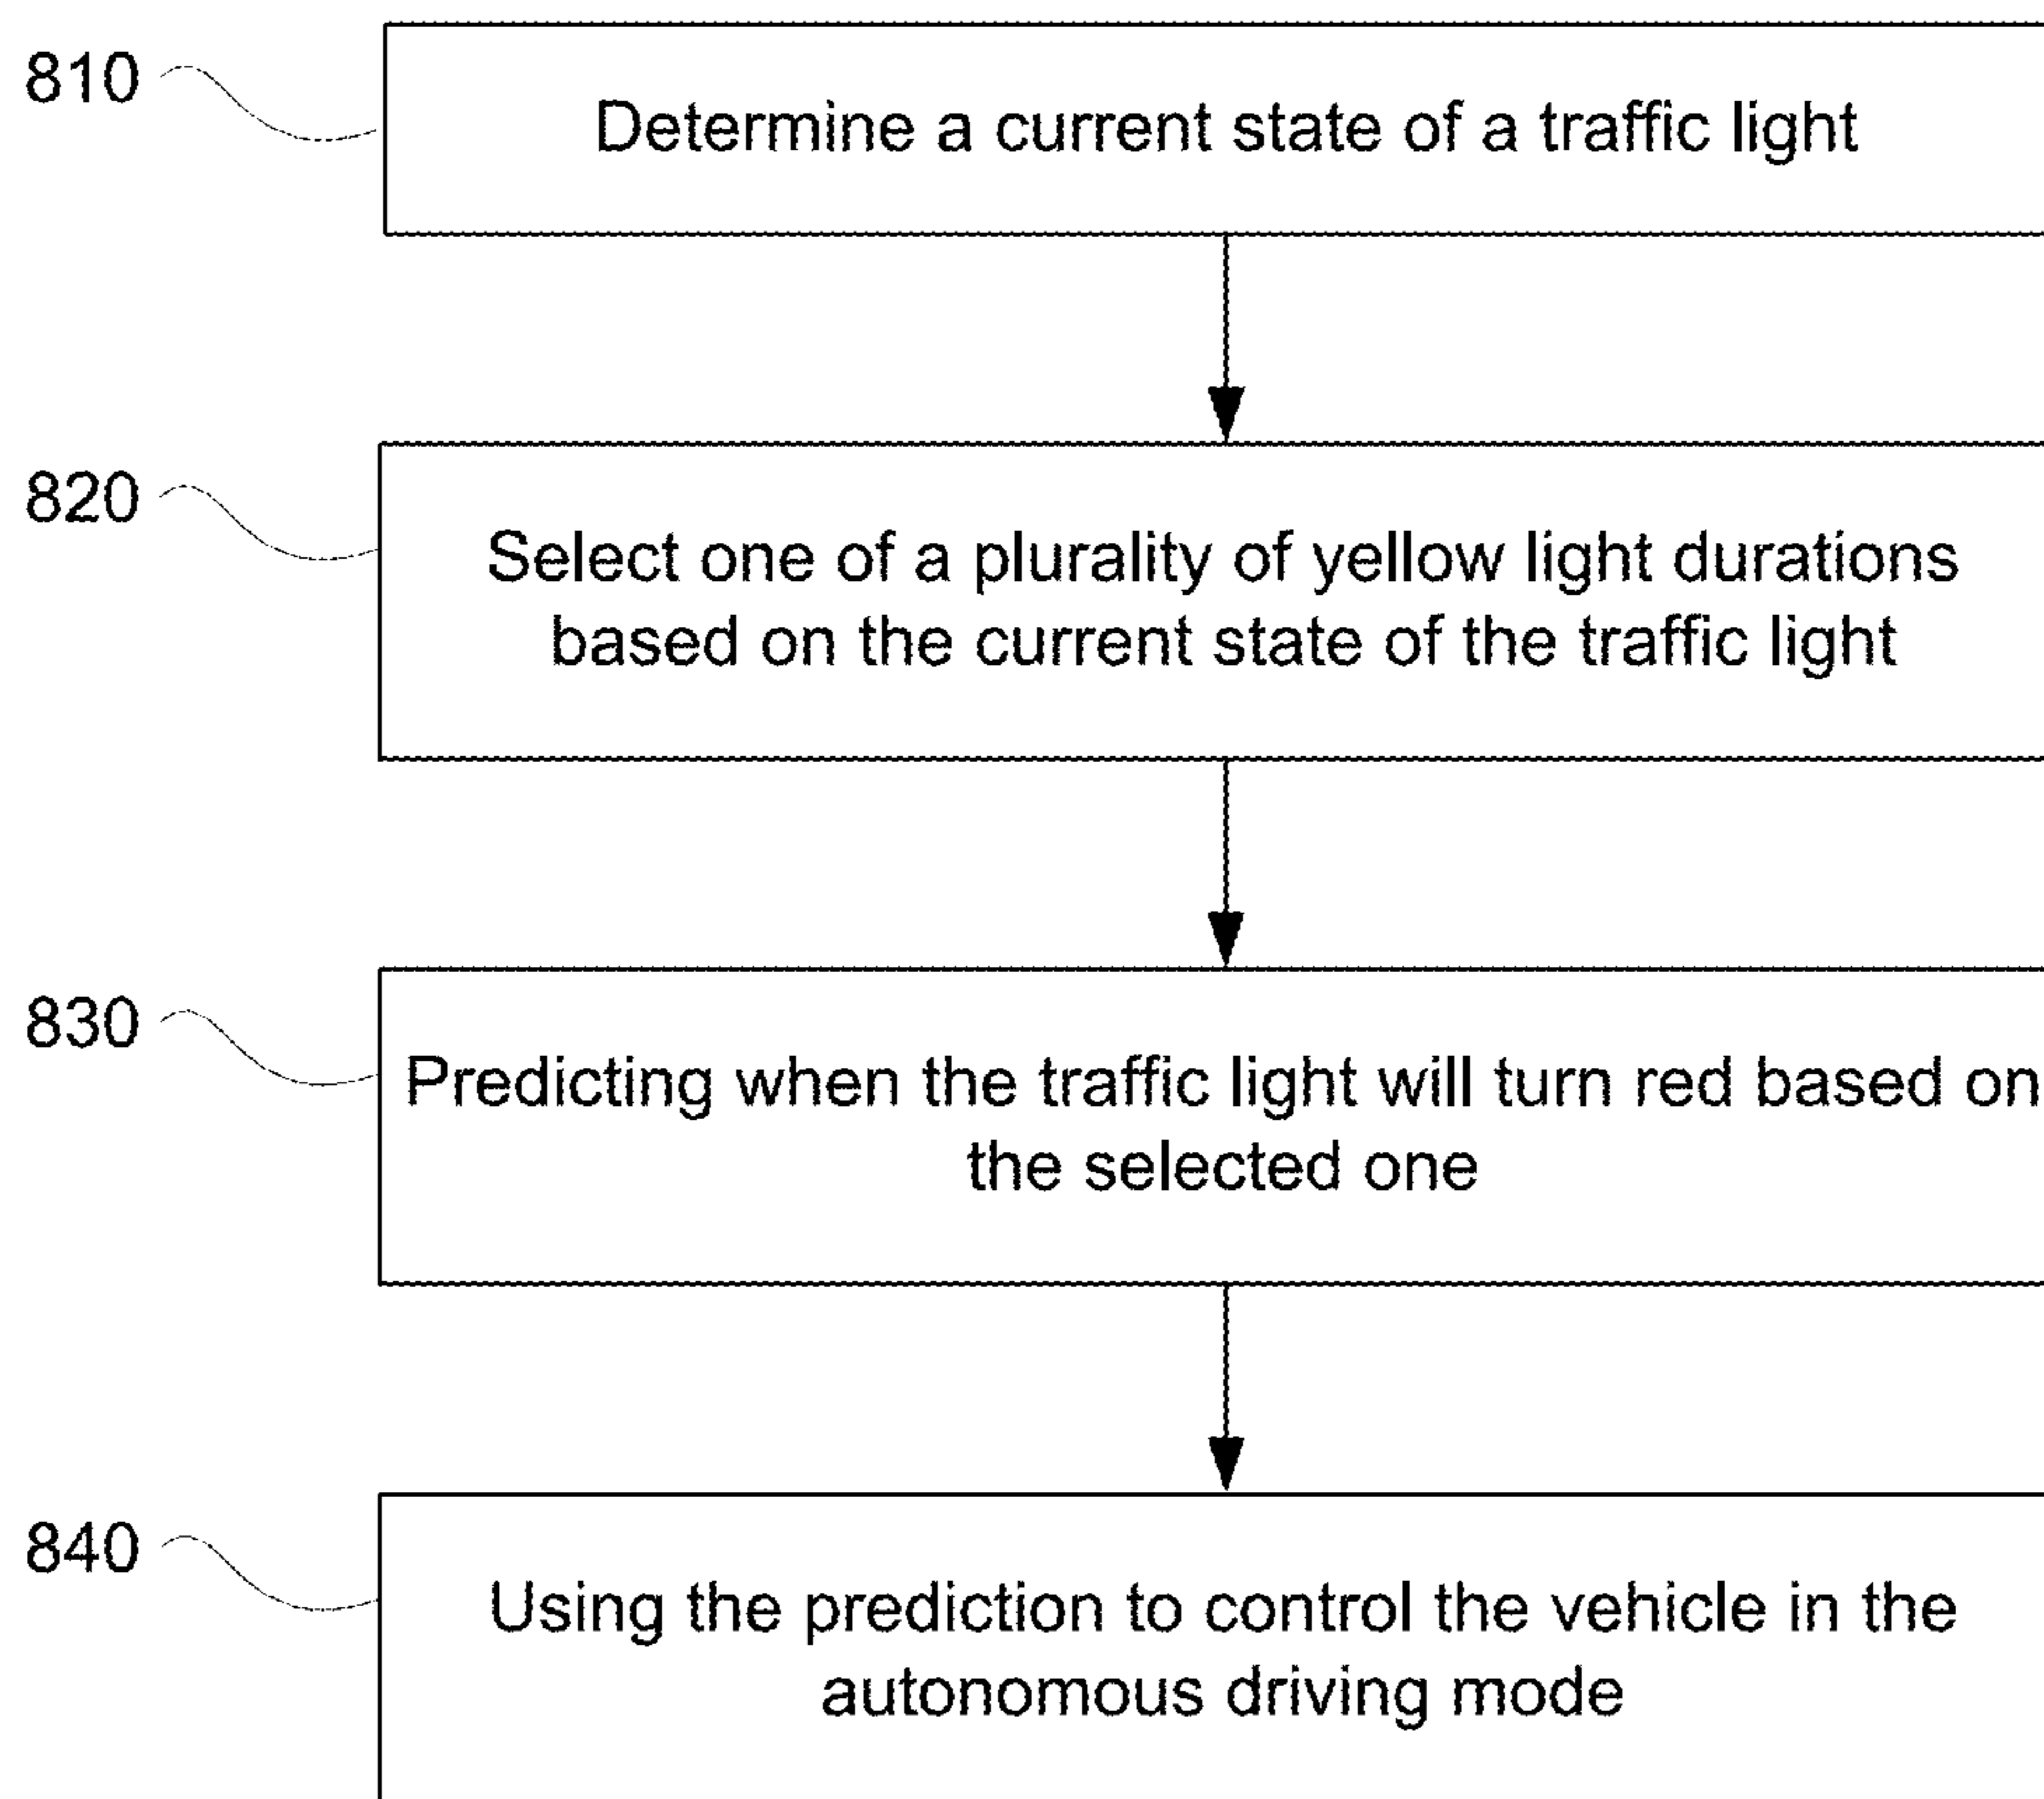 810
Determine a current state of a traffic light
820
Select one of a plurality of yellow light durations
based on the current state of the traffic light
830
Predicting when the traffic light will turn red based on
the selected one
840
Using the prediction to control the vehicle in the
autonomous driving mode